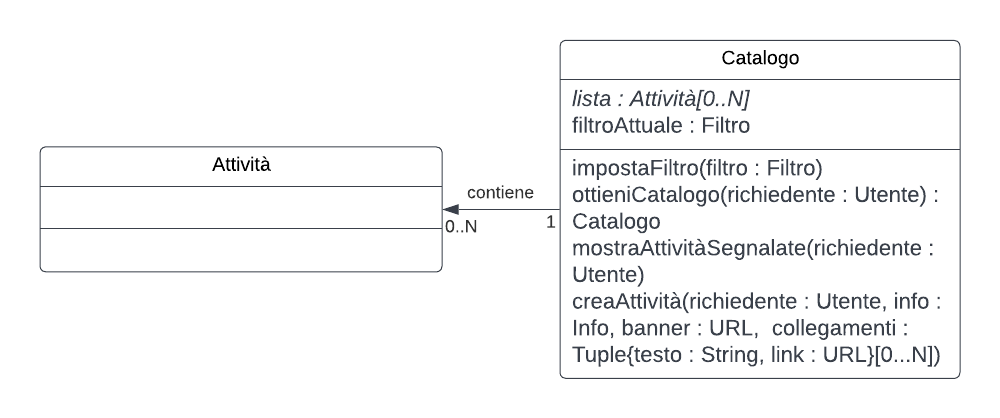 Catalogo
lista : Attività[0..N]
filtroAttuale : Filtro
impostaFiltro(filtro : Filtro)
ottieniCatalogo(richiedente : Utente) :
Catalogo
mostraAttivitàSegnalate(richiedente :
Utente)
creaAttività(richiedente : Utente, info :
Info, banner : URL,  collegamenti :
Tuple{testo : String, link : URL}[0...N])
Attività
contiene
0..N
1